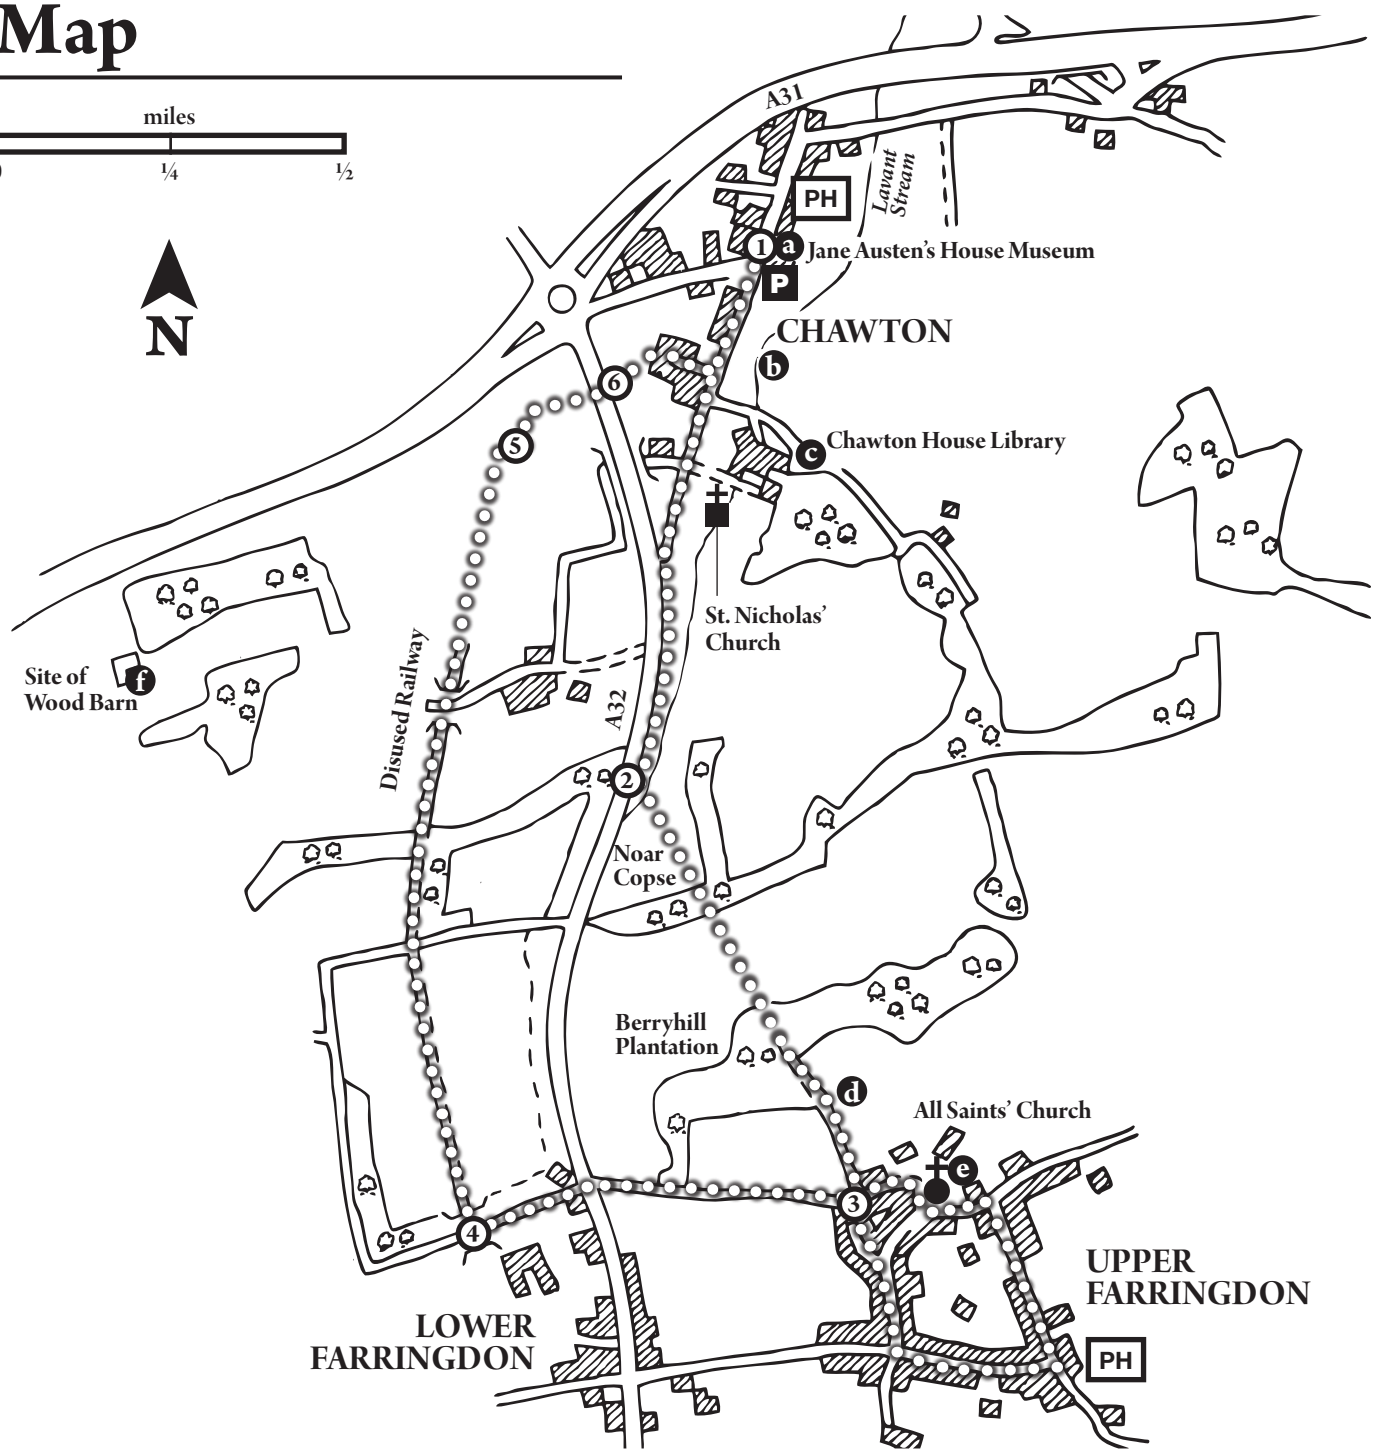 Map
miles
¼
½
N
A31
Lavant
Stream
PH
1
a
Jane Austen's House Museum
P
CHAWTON
b
6
5
c
Chawton House Library
St. Nicholas'
Church
Site of
Wood Barn
f
Disused Railway
A32
2
Noar
Copse
Berryhill
Plantation
d
All Saints' Church
e
3
4
UPPER
FARRINGDON
LOWER
FARRINGDON
PH